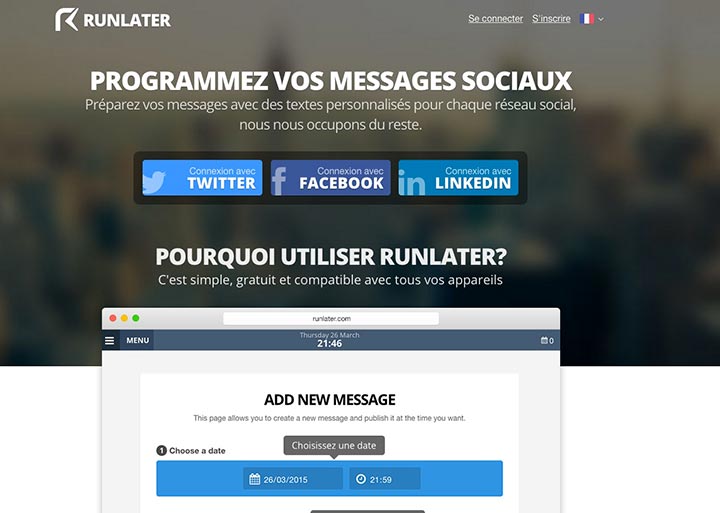 RUNLATER
Se connecter S'inscrire
PROGRAMMEZ VOS MESSAGES SOCIAUX
Préparez vos messages avec des textes personnalisés pour chaque réseau social,
nous nous occupons du reste.
Connexion avec
TWITTER
Connexion avec
FACEBOOK
Connexion avec
LINKEDIN
POURQUOI UTILISER RUNLATER?
C'est simple, gratuit et compatible avec tous vos appareils
runlater.com
MENU
Thursday 26 March
21:46
0
ADD NEW MESSAGE
This page allows you to create a new message and publish it at the time you want.
Choisissez une date
1 Choose a date
26/03/2015 21:59